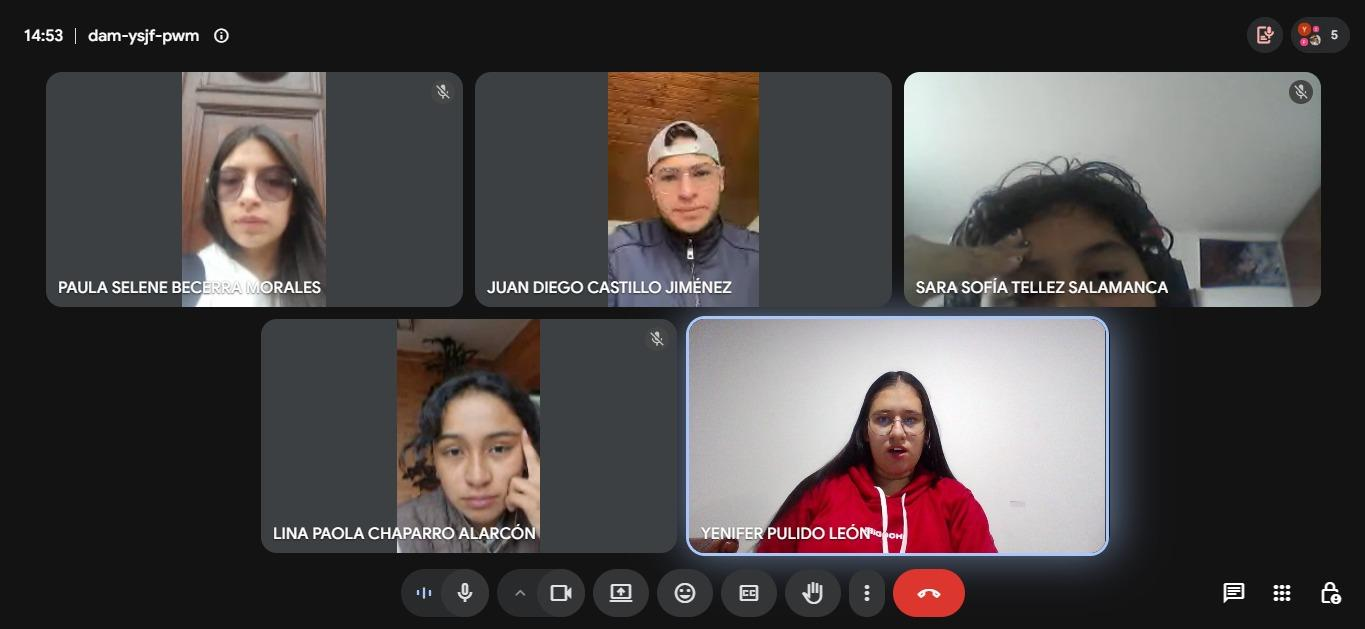 14:53 | dam-ysjf-pwm
5
Y
PAULA SELENE BECERRA MORALES
JUAN DIEGO CASTILLO JIMÉNEZ
SARA SOFÍA TELLEZ SALAMANCA
LINA PAOLA CHAPARRO ALARCÓN
YENIFER PULIDO LEÓN
CC